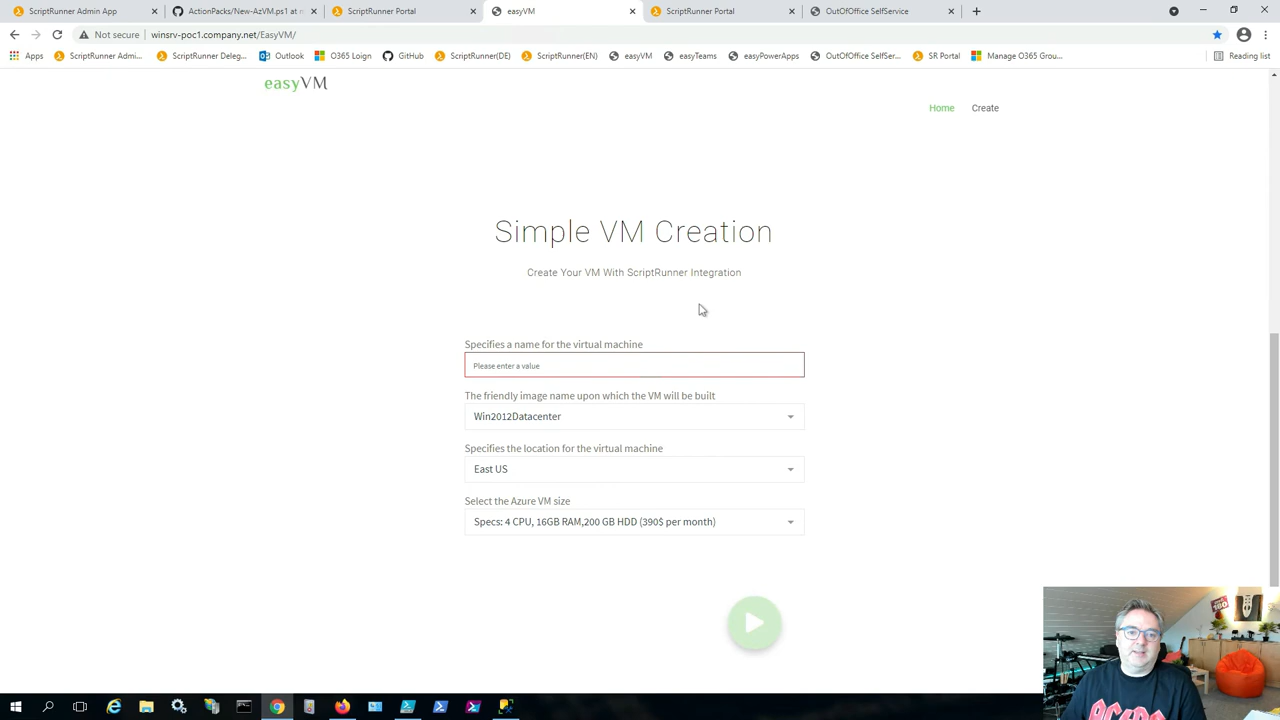 ScriptRunner Admin App
ActionPacks/New-AzVM.ps1 at m
ScriptRunner Portal
easyVM
ScriptRunner Portal
OutOfOffice SelfService
Not secure
winsrv-poc1.company.net/EasyVM/
Apps
ScriptRunner Admi...
ScriptRunner Deleg...
Outlook
O365 Loign
GitHub
ScriptRunner(DE)
ScriptRunner(EN)
easyVM
easyTeams
easyPowerApps
OutOfOffice SelfSer...
SR Portal
Manage O365 Grou...
Reading list
easyVM
Home
Create
Simple VM Creation
Create Your VM With ScriptRunner Integration
Specifies a name for the virtual machine
Please enter a value
The friendly image name upon which the VM will be built
Win2012Datacenter
Specifies the location for the virtual machine
East US
Select the Azure VM size
Specs: 4 CPU, 16GB RAM,200 GB HDD (390$ per month)